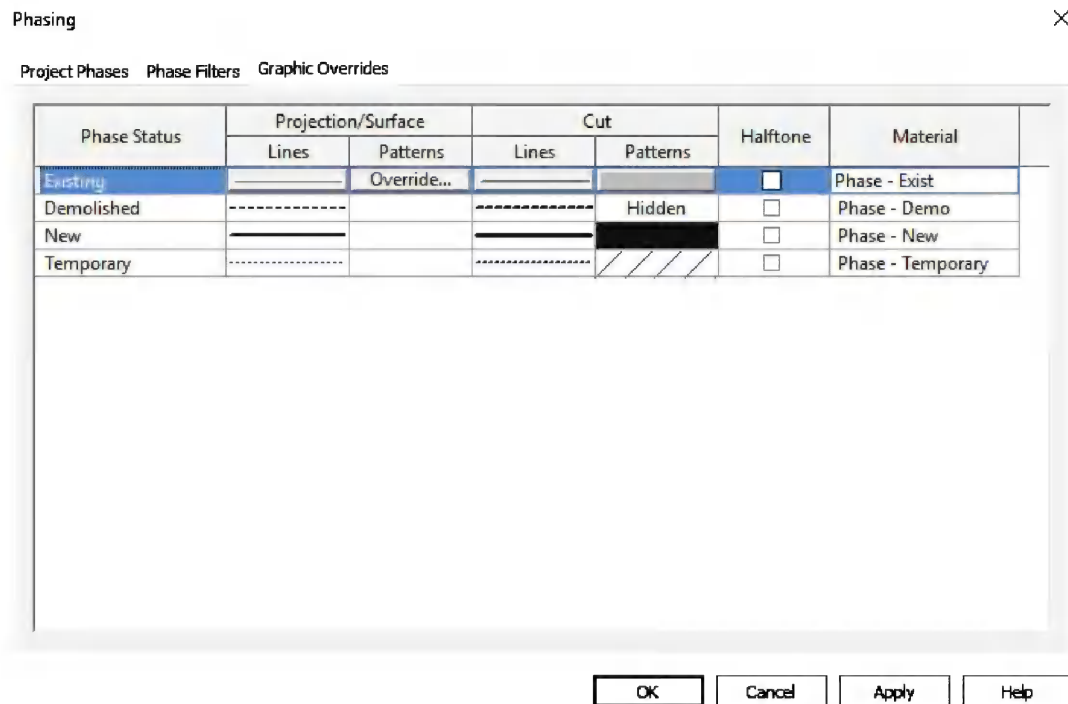 Phasing
Project Phases Phase Filters Graphic Overrides
Phase Status Projection/Surface Cut Halftone Material
Lines Patterns Lines Patterns
Existing Override... Phase - Exist
Demolished Hidden Phase - Demo
New Phase - New
Temporary Phase - Temporary
OK Cancel Apply Help